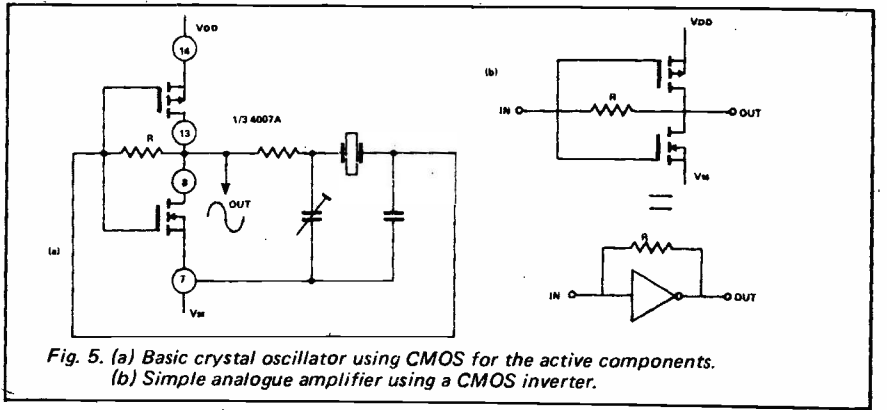 VDD
14
13
R
1/3 4007A
8
OUT
(a)
7
Vss
VDD
(b)
R
IN
OUT
Vss
R
IN
OUT
Fig. 5. (a) Basic crystal oscillator using CMOS for the active components.
(b) Simple analogue amplifier using a CMOS inverter.